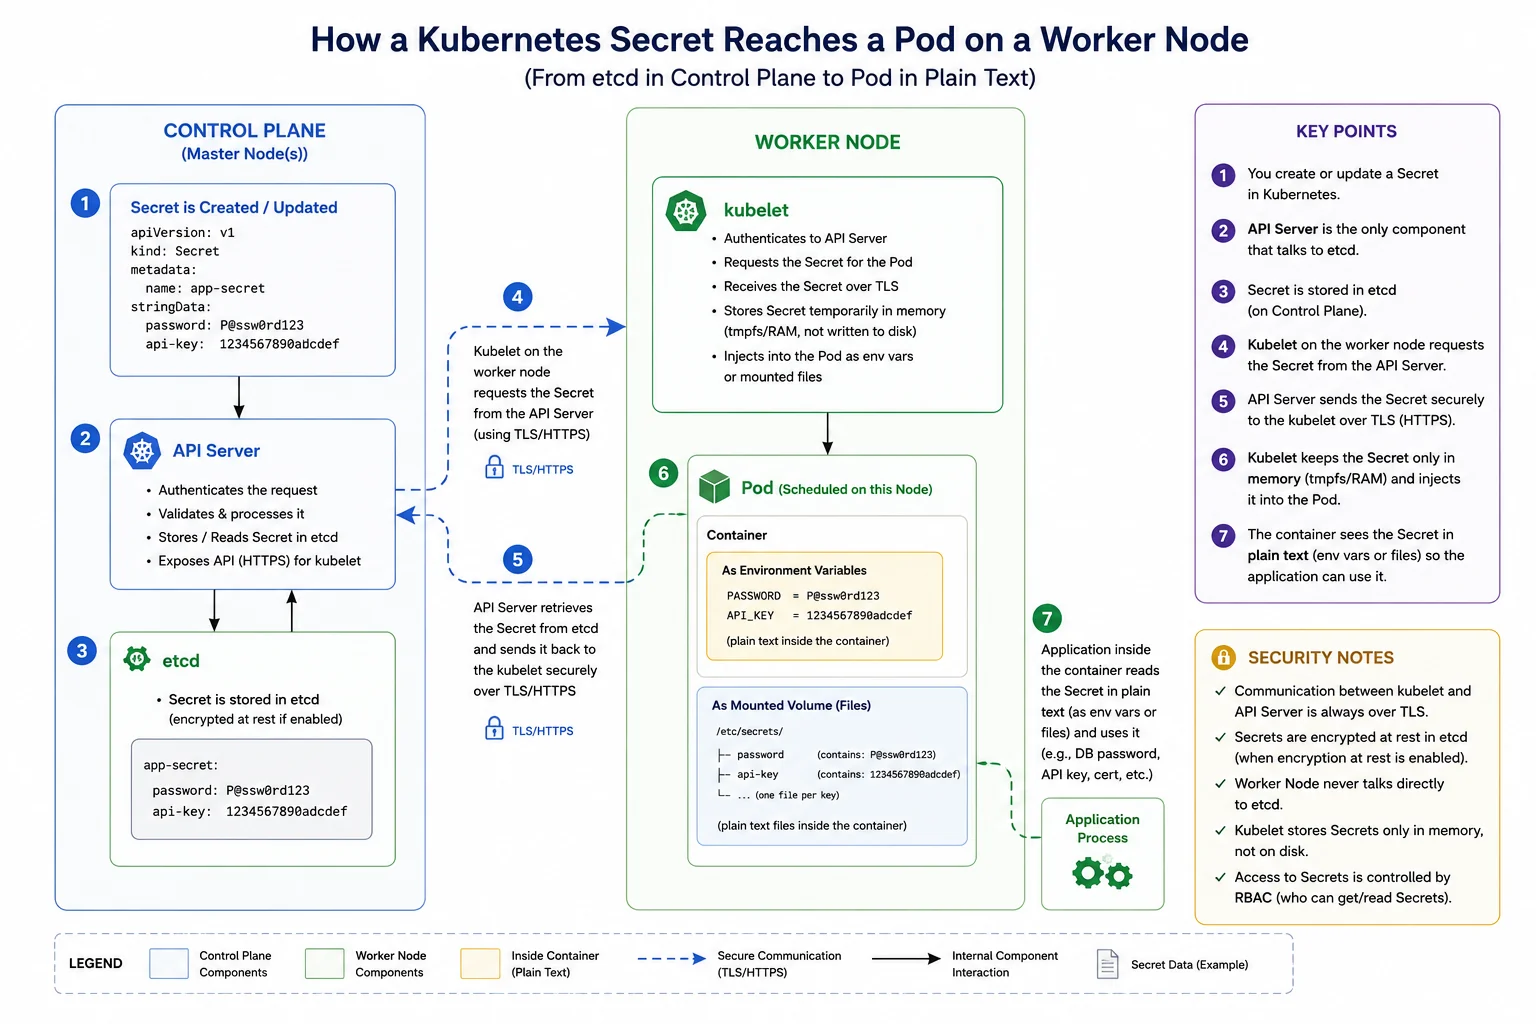 How a Kubernetes Secret Reaches a Pod on a Worker Node
(From etcd in Control Plane to Pod in Plain Text)
CONTROL PLANE
(Master Node(s))
1
Secret is Created / Updated
apiVersion: v1
kind: Secret
metadata:
name: app-secret
stringData:
password: P@ssw0rd123
api-key: 1234567890abcdef
2
API Server
• Authenticates the request
• Validates & processes it
• Stores / Reads Secret in etcd
• Exposes API (HTTPS) for kubelet
3
etcd
• Secret is stored in etcd
(encrypted at rest if enabled)
app-secret:
password: P@ssw0rd123
api-key: 1234567890abcdef
4
Kubelet on the
worker node
requests the Secret
from the API Server
(using TLS/HTTPS)
TLS/HTTPS
5
API Server retrieves
the Secret from etcd
and sends it back to
the kubelet securely
over TLS/HTTPS
TLS/HTTPS
WORKER NODE
kubelet
• Authenticates to API Server
• Requests the Secret for the Pod
• Receives the Secret over TLS
• Stores Secret temporarily in memory
(tmpfs/RAM, not written to disk)
• Injects into the Pod as env vars
or mounted files
6
Pod (Scheduled on this Node)
Container
As Environment Variables
PASSWORD = P@ssw0rd123
API_KEY = 1234567890adcdef
(plain text inside the container)
As Mounted Volume (Files)
/etc/secrets/
├─ password (contains: P@ssw0rd123)
├─ api-key (contains: 1234567890abcdef)
└─ ... (one file per key)
(plain text files inside the container)
7
Application inside
the container reads
the Secret in plain
text (as env vars or
files) and uses it
(e.g., DB password,
API key, cert, etc.)
Application
Process
KEY POINTS
1 You create or update a Secret
in Kubernetes.
2 API Server is the only component
that talks to etcd.
3 Secret is stored in etcd
(on Control Plane).
4 Kubelet on the worker node requests
the Secret from the API Server.
5 API Server sends the Secret securely
to the kubelet over TLS (HTTPS).
6 Kubelet keeps the Secret only in
memory (tmpfs/RAM) and injects
it into the Pod.
7 The container sees the Secret in
plain text (env vars or files) so the
application can use it.
SECURITY NOTES
✓ Communication between kubelet and
API Server is always over TLS.
✓ Secrets are encrypted at rest in etcd
(when encryption at rest is enabled).
✓ Worker Node never talks directly
to etcd.
✓ Kubelet stores Secrets only in memory,
not on disk.
✓ Access to Secrets is controlled by
RBAC (who can get/read Secrets).
LEGEND
Control Plane
Components
Worker Node
Components
Inside Container
(Plain Text)
Secure Communication
(TLS/HTTPS)
Internal Component
Interaction
Secret Data (Example)